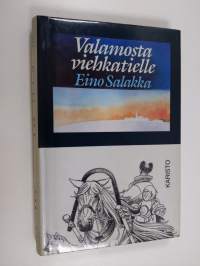 Valamosta
viehkatielle
Eino Salakka
KARISTO